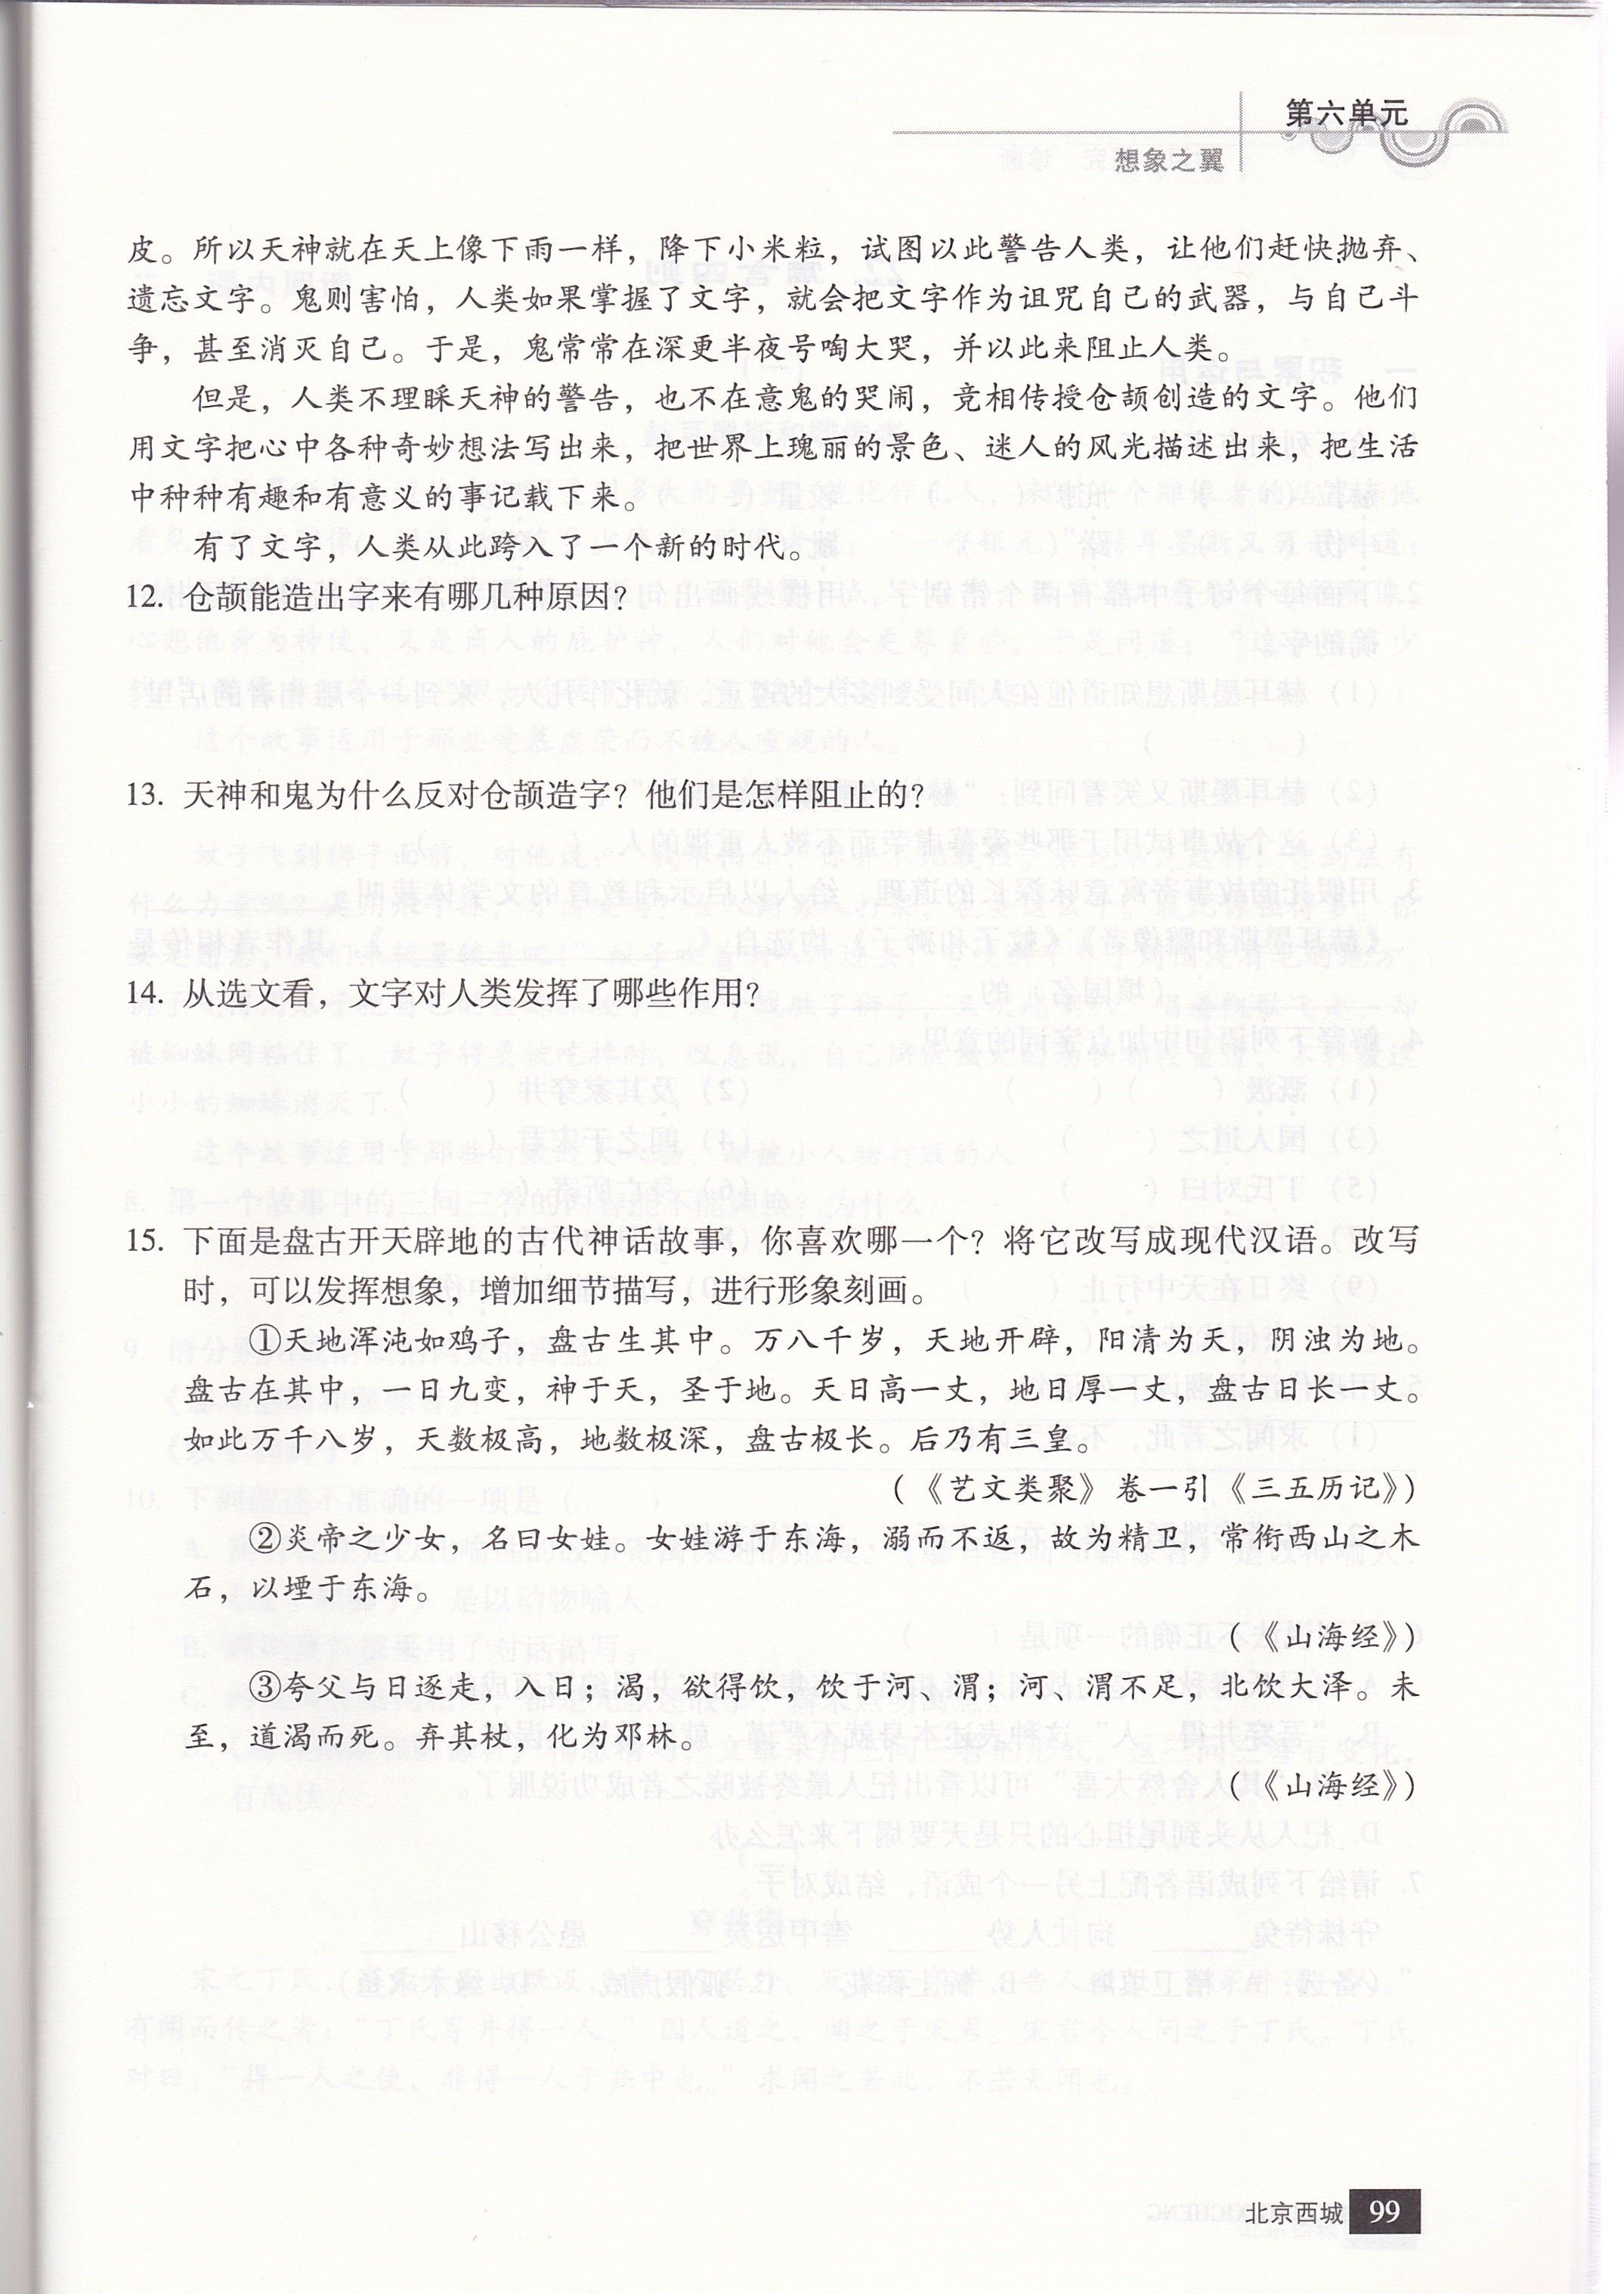 第六单元
想象之翼
皮。所以天神就在天上像下雨一样，降下小米粒，试图以此警告人类，让他们赶快抛弃、
遗忘文字。鬼则害怕，人类如果掌握了文字，就会把文字作为诅咒自己的武器，与自己斗
争，甚至消灭自己。于是，鬼常常在深更半夜号啕大哭，并以此来阻止人类。
但是，人类不理睬天神的警告，也不在意鬼的哭闹，竞相传授仓颉创造的文字。他们
用文字把心中各种奇妙想法写出来，把世界上瑰丽的景色、迷人的风光描述出来，把生活
中种种有趣和有意义的事记载下来。
有了文字，人类从此跨入了一个新的时代。
12. 仓颉能造出字来有哪几种原因？
13. 天神和鬼为什么反对仓颉造字？他们是怎样阻止的？
14. 从选文看，文字对人类发挥了哪些作用？
15. 下面是盘古开天辟地的古代神话故事，你喜欢哪一个？将它改写成现代汉语。改写
时，可以发挥想象，增加细节描写，进行形象刻画。
①天地浑沌如鸡子，盘古生其中。万八千岁，天地开辟，阳清为天，阴浊为地。
盘古在其中，一日九变，神于天，圣于地。天日高一丈，地日厚一丈，盘古日长一丈。
如此万千八岁，天数极高，地数极深，盘古极长。后乃有三皇。
（《艺文类聚》卷一引《三五历记》）
②炎帝之少女，名曰女娃。女娃游于东海，溺而不返，故为精卫，常衔西山之木
石，以堙于东海。
（《山海经》）
③夸父与日逐走，入日；渴，欲得饮，饮于河、渭；河、渭不足，北饮大泽。未
至，道渴而死。弃其杖，化为邓林。
（《山海经》）
北京西城 99